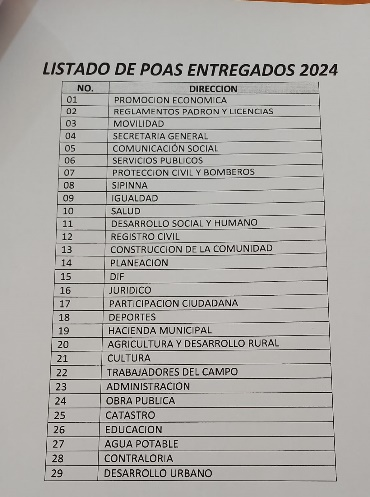 LISTADO DE POAS ENTREGADOS 2024
NO. DIRECCION
01 PROMOCION ECONOMICA
02 REGLAMENTOS PADRON Y LICENCIAS
03 MOVILIDAD
04 SECRETARIA GENERAL
05 COMUNICACIÓN SOCIAL
06 SERVICIOS PUBLICOS
07 PROTECCION CIVIL Y BOMBEROS
08 SIPINNA
09 IGUALDAD
10 SALUD
11 DESARROLLO SOCIAL Y HUMANO
12 REGISTRO CIVIL
13 CONSTRUCCION DE LA COMUNIDAD
14 PLANEACION
15 DIF
16 JURIDICO
17 PARTICIPACION CIUDADANA
18 DEPORTES
19 HACIENDA MUNICIPAL
20 AGRICULTURA Y DESARROLLO RURAL
21 CULTURA
22 TRABAJADORES DEL CAMPO
23 ADMINISTRACION
24 OBRA PUBLICA
25 CATASTRO
26 EDUCACION
27 AGUA POTABLE
28 CONTRALORIA
29 DESARROLLO URBANO